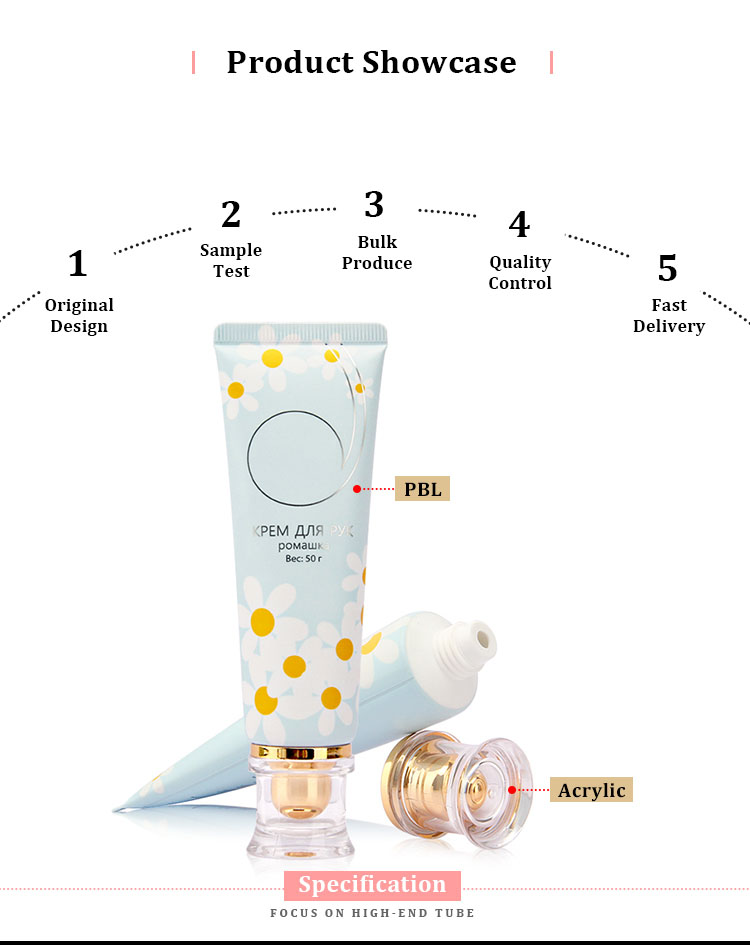 Product Showcase
1
Original
Design
2
Sample
Test
3
Bulk
Produce
4
Quality
Control
5
Fast
Delivery
PBL
КРЕМ ДЛЯ РУК
ромашка
Вес: 50 г
Acrylic
Specification
FOCUS ON HIGH-END TUBE